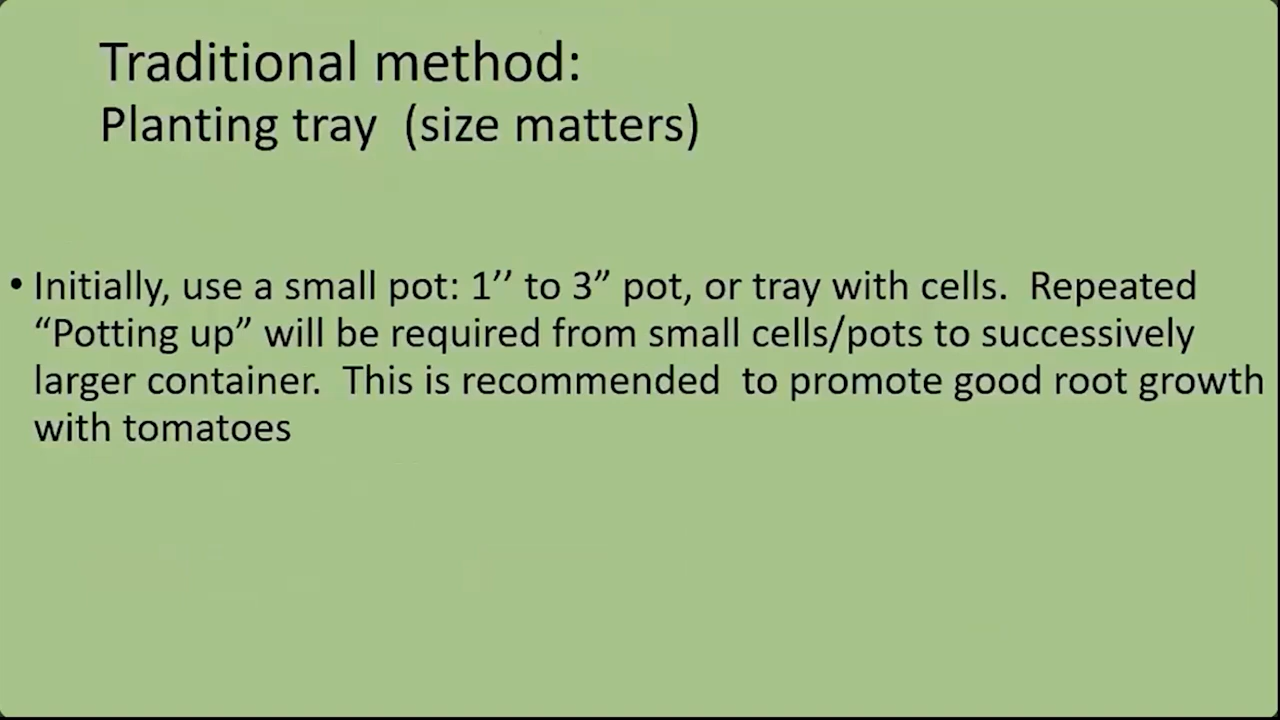 Traditional method:
Planting tray  (size matters)
• Initially, use a small pot: 1’’ to 3” pot, or tray with cells.  Repeated
“Potting up” will be required from small cells/pots to successively
larger container.  This is recommended  to promote good root growth
with tomatoes